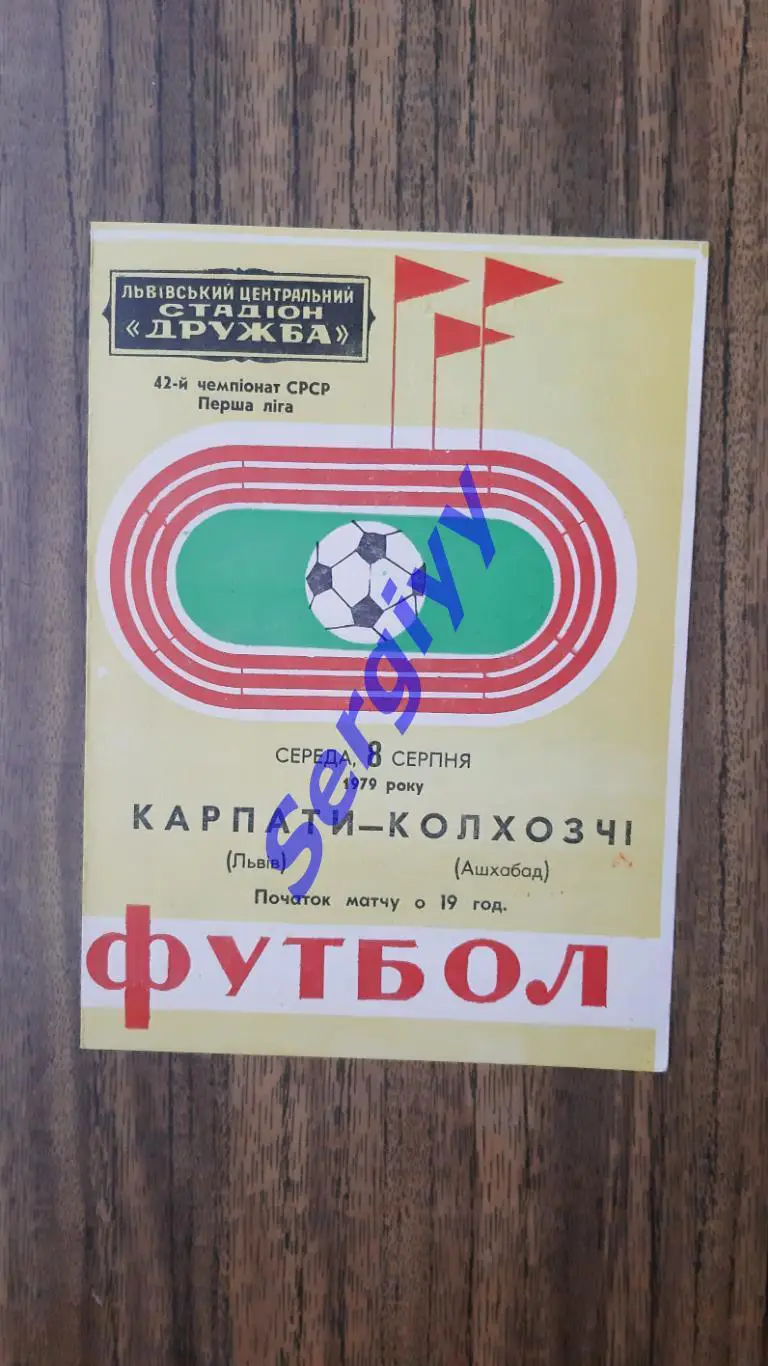 ЛЬВІВСЬКИЙ ЦЕНТРАЛЬНИЙ
СТАДІОН
«ДРУЖБА»
42-й чемпіонат СРСР
Перша ліга
СЕРЕДА, 8 СЕРПНЯ
1979 року
КАРПАТИ—КОЛХОЗЧІ
(Львів) (Ашхабад)
Початок матчу о 19 год.
ФУТБОЛ
Sergiyy